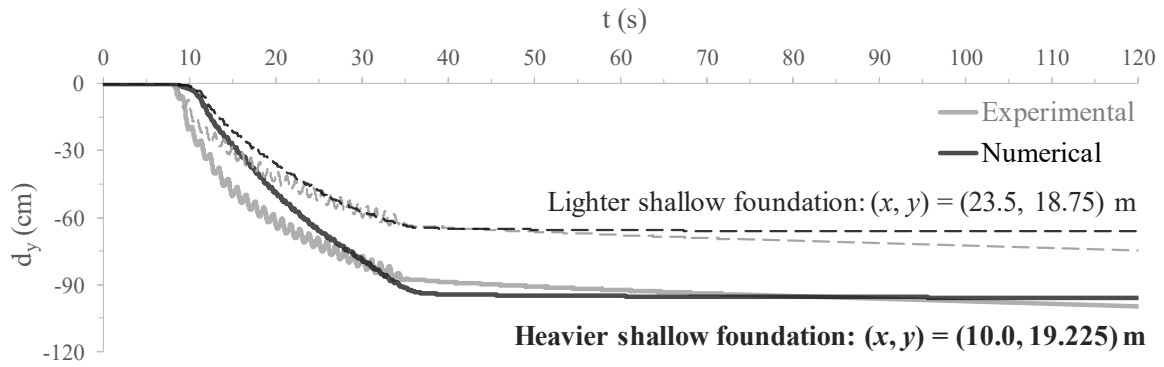 t (s)
0 10 20 30 40 50 60 70 80 90 100 110 120
0
-30
-60
-90
-120
d_y (cm)
Experimental
Numerical
Lighter shallow foundation: (x, y) = (23.5, 18.75) m
Heavier shallow foundation: (x, y) = (10.0, 19.225) m